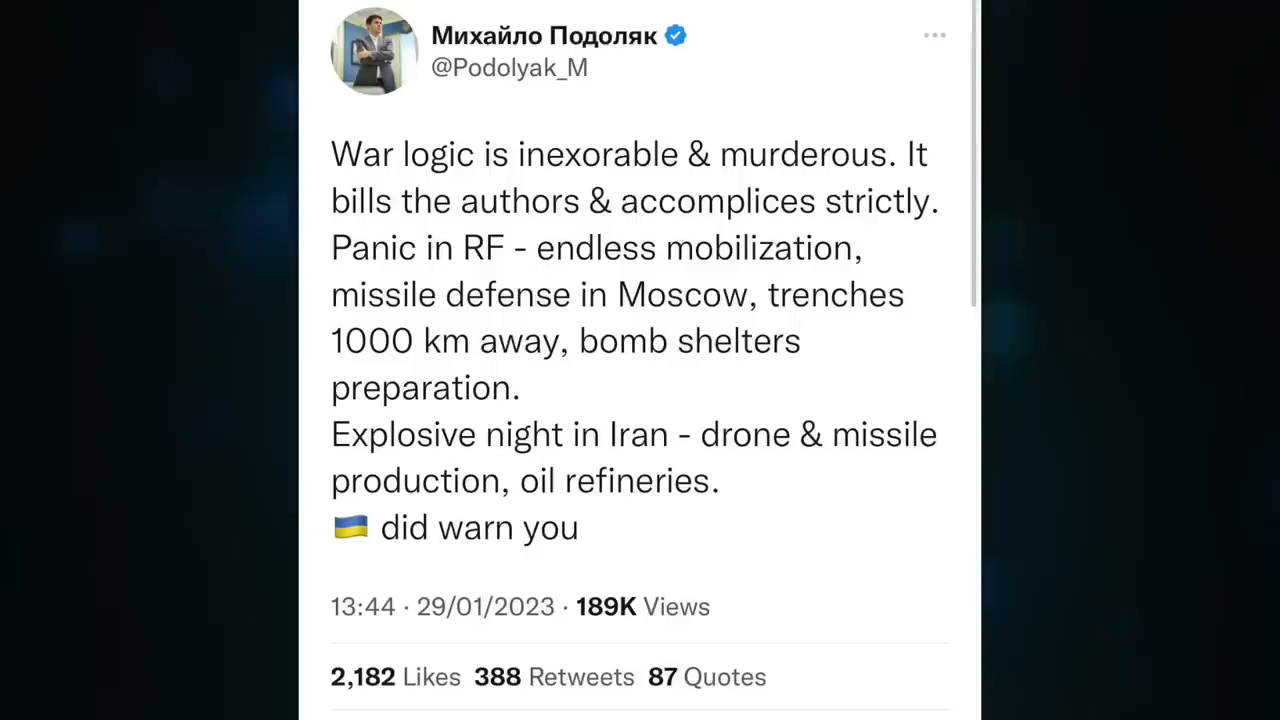 Михайло Подоляк
@Podolyak_M
War logic is inexorable & murderous. It
bills the authors & accomplices strictly.
Panic in RF - endless mobilization,
missile defense in Moscow, trenches
1000 km away, bomb shelters
preparation.
Explosive night in Iran - drone & missile
production, oil refineries.
🇺🇦 did warn you
13:44 · 29/01/2023 · 189K Views
2,182 Likes 388 Retweets 87 Quotes